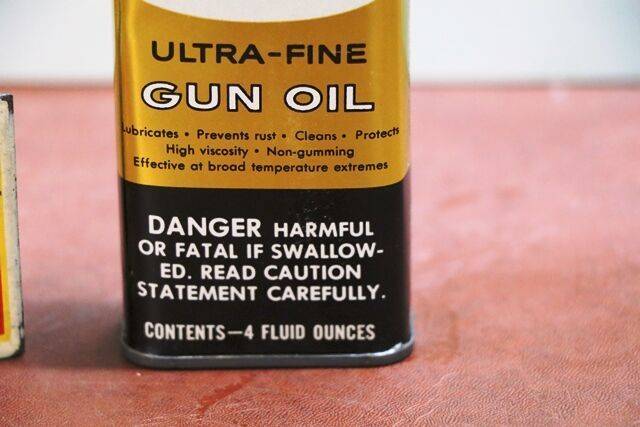 ULTRA-FINE
GUN OIL
Lubricates • Prevents rust • Cleans • Protects
High viscosity • Non-gumming
Effective at broad temperature extremes
DANGER HARMFUL
OR FATAL IF SWALLOW-
ED. READ CAUTION
STATEMENT CAREFULLY.
CONTENTS—4 FLUID OUNCES